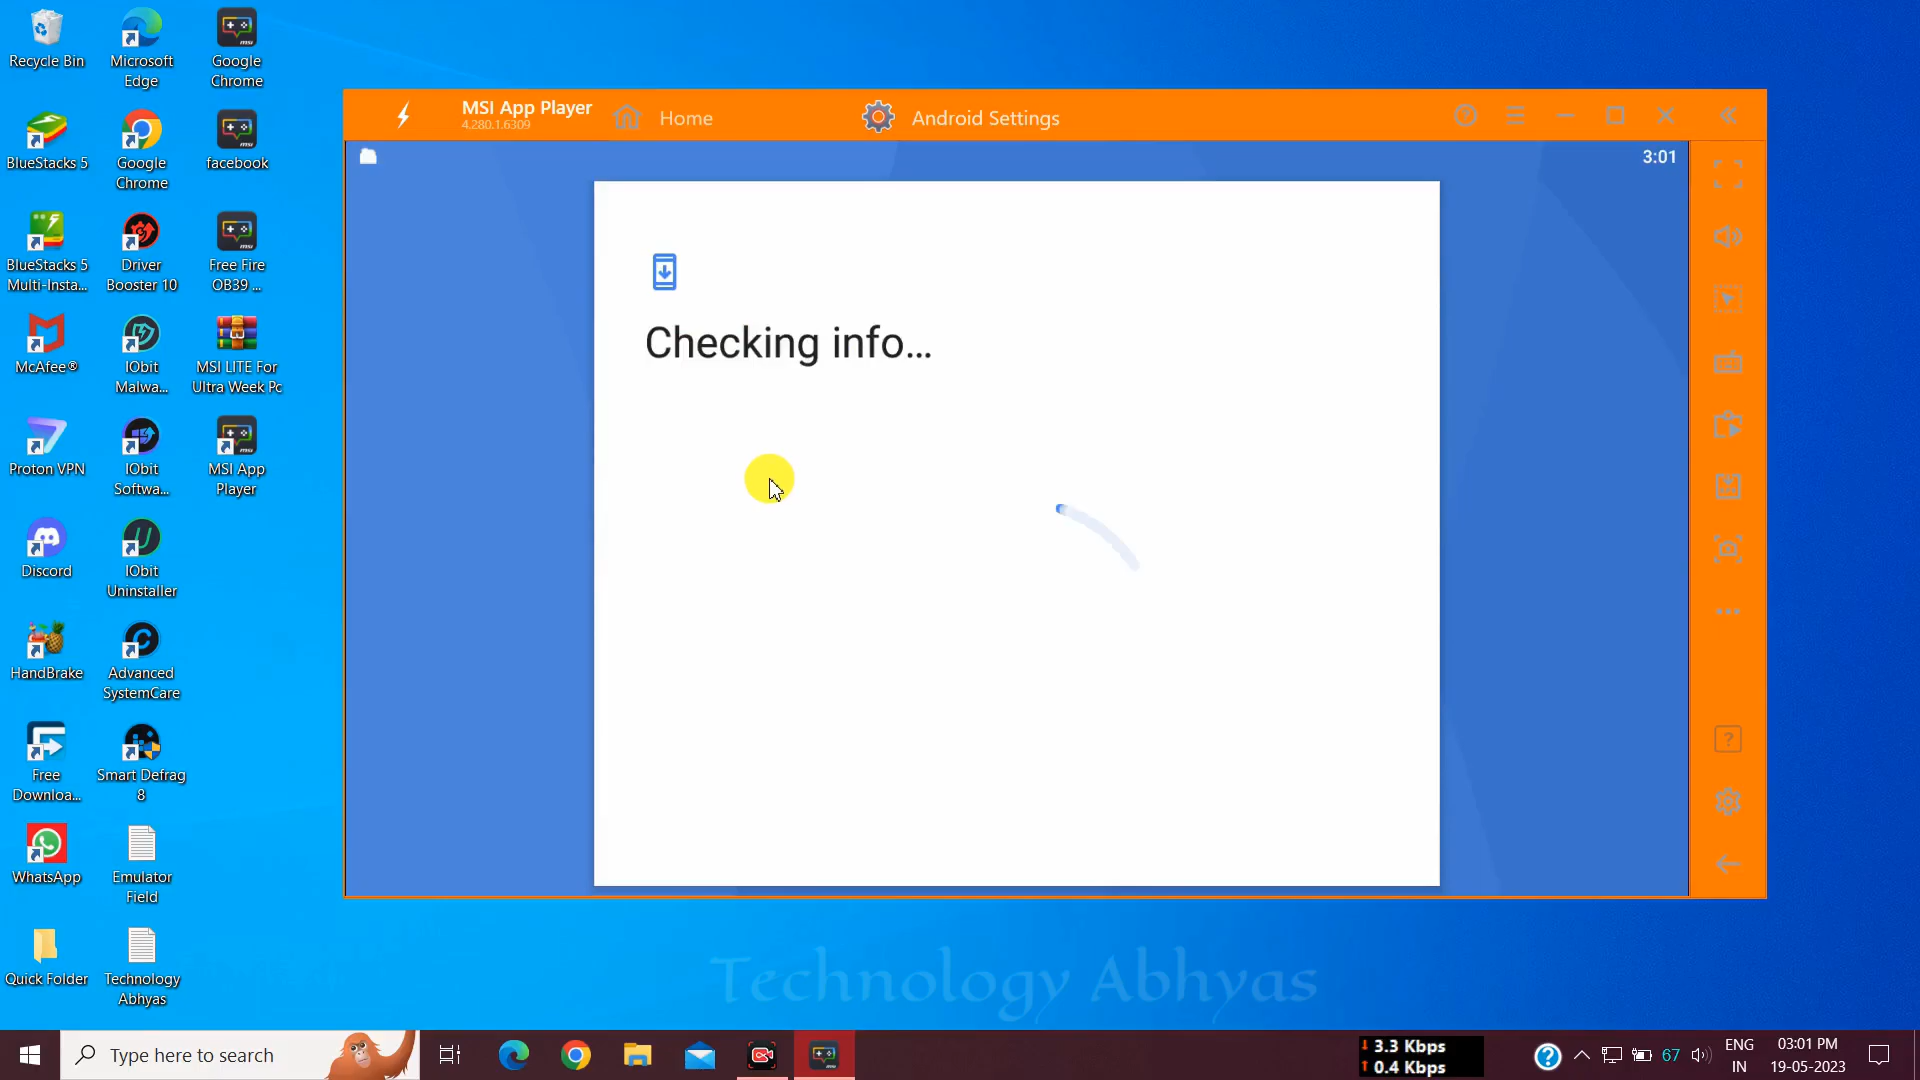 Recycle Bin
Microsoft
Edge
Google
Chrome
BlueStacks 5
Google
Chrome
facebook
BlueStacks 5
Multi-Insta...
Driver
Booster 10
Free Fire
OB39 ...
McAfee®
IObit
Malwa...
MSI LITE For
Ultra Week Pc
Proton VPN
IObit
Softwa...
MSI App
Player
Discord
IObit
Uninstaller
HandBrake
Advanced
SystemCare
Free
Downloa...
Smart Defrag
8
WhatsApp
Emulator
Field
Quick Folder
Technology
Abhyas
MSI App Player
4.280.1.6309
Home
Android Settings
3:01
Checking info...
Technology Abhyas
Type here to search
3.3 Kbps
0.4 Kbps
67
ENG
IN
03:01 PM
19-05-2023